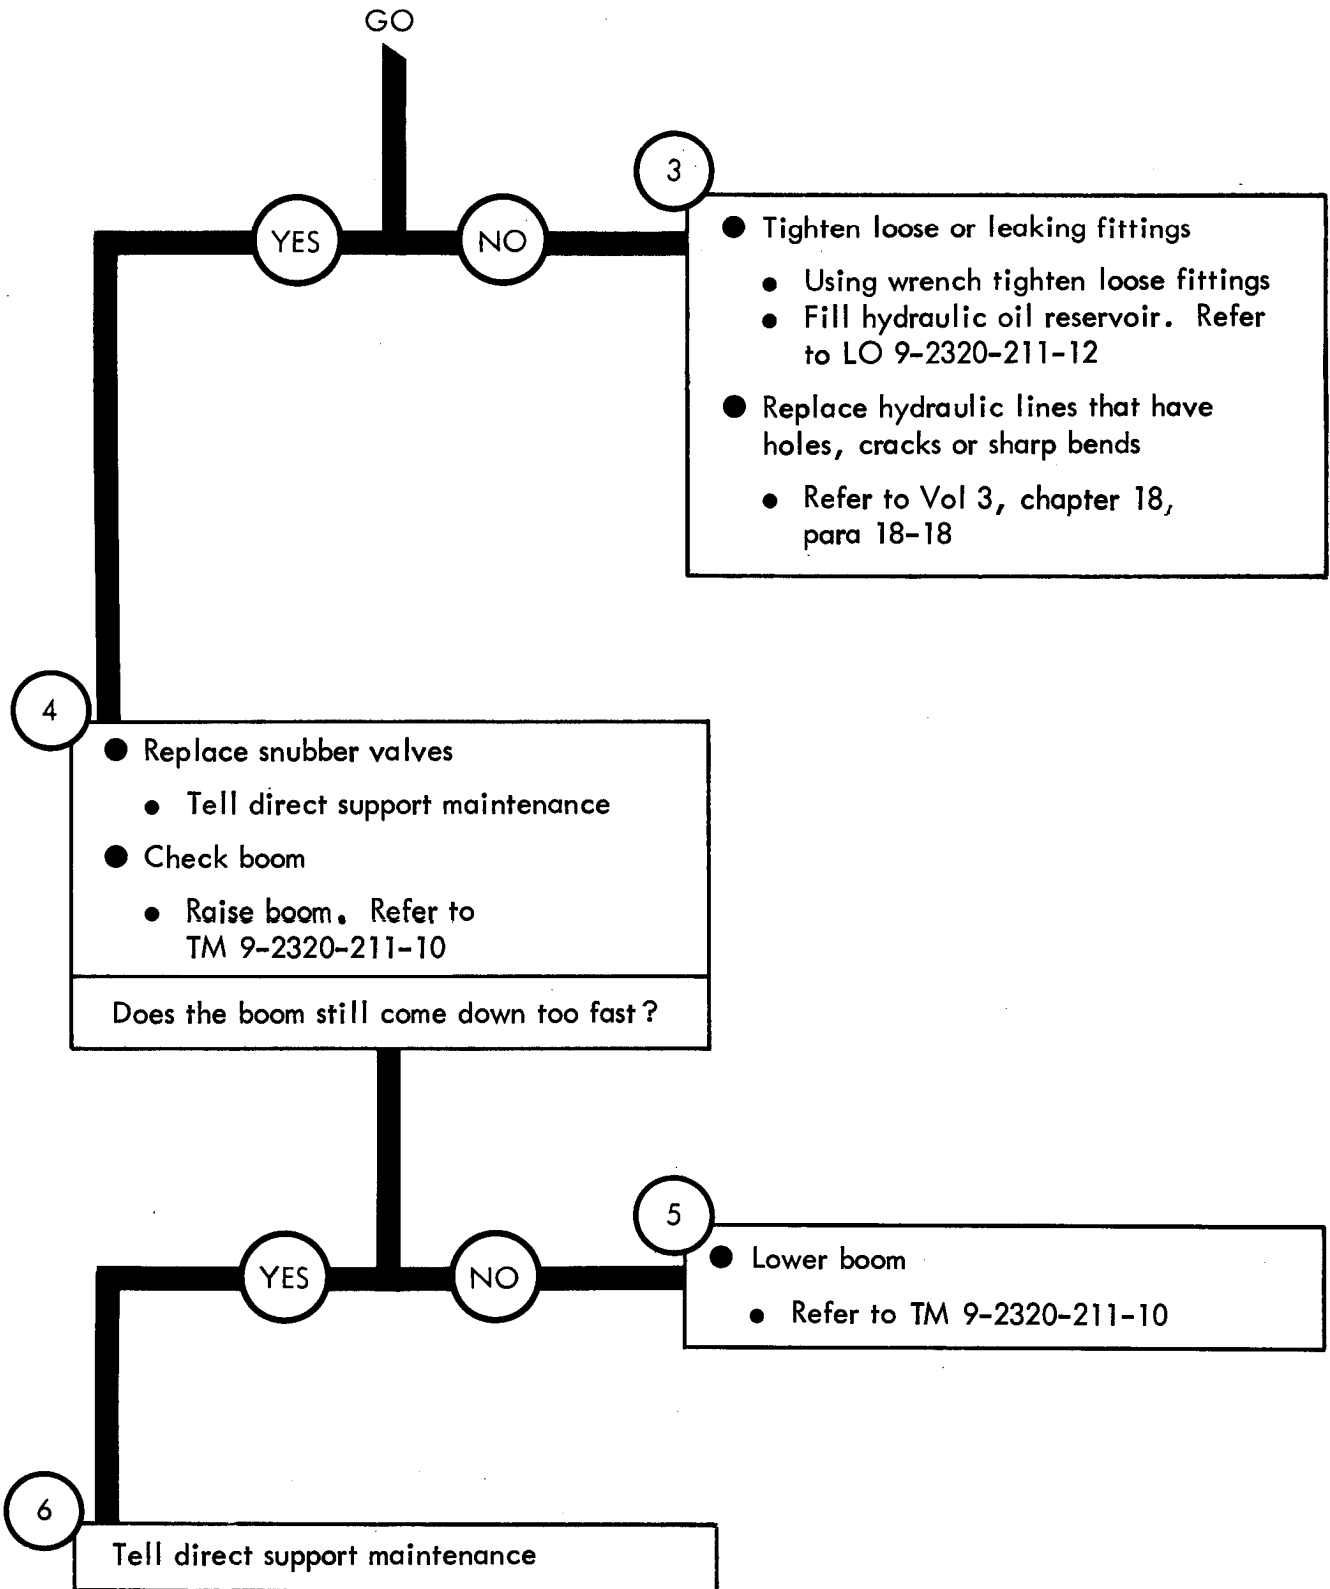 GO
YES
NO
3
● Tighten loose or leaking fittings
● Using wrench tighten loose fittings
● Fill hydraulic oil reservoir. Refer
to LO 9-2320-211-12
● Replace hydraulic lines that have
holes, cracks or sharp bends
● Refer to Vol 3, chapter 18,
para 18-18
4
● Replace snubber valves
● Tell direct support maintenance
● Check boom
● Raise boom. Refer to
TM 9-2320-211-10
Does the boom still come down too fast?
YES
NO
5
● Lower boom
● Refer to TM 9-2320-211-10
6
Tell direct support maintenance